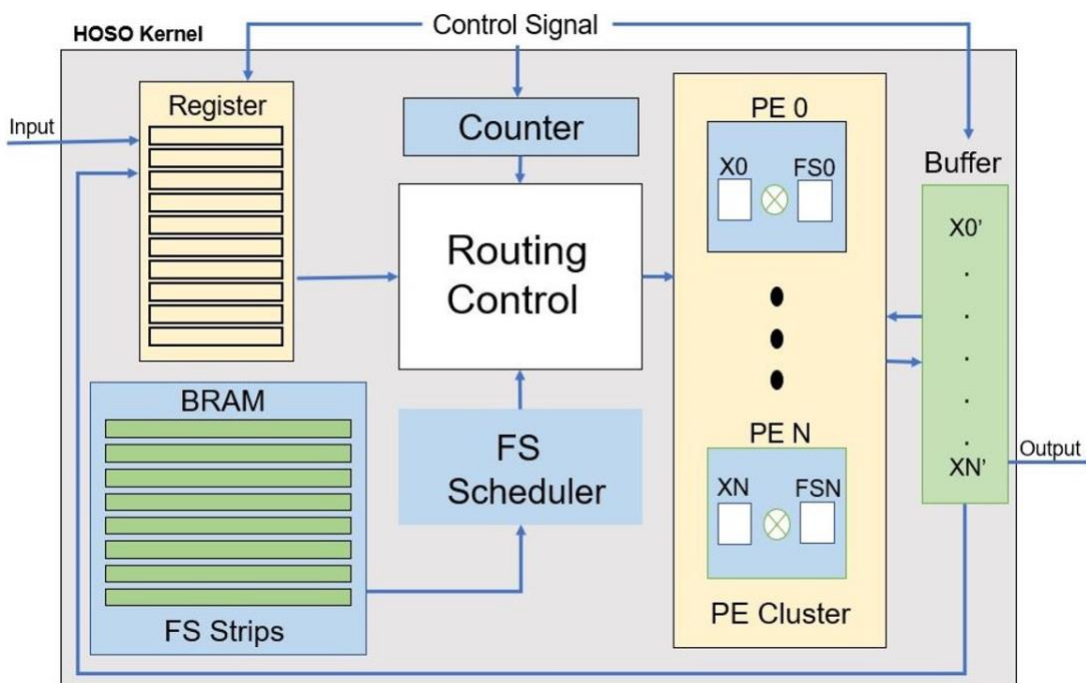 HOSO Kernel
Control Signal
Input
Register
Counter
Routing
Control
BRAM
FS Strips
FS
Scheduler
PE 0
X0 FS0
PE N
XN FSN
PE Cluster
Buffer
X0’
XN’
Output